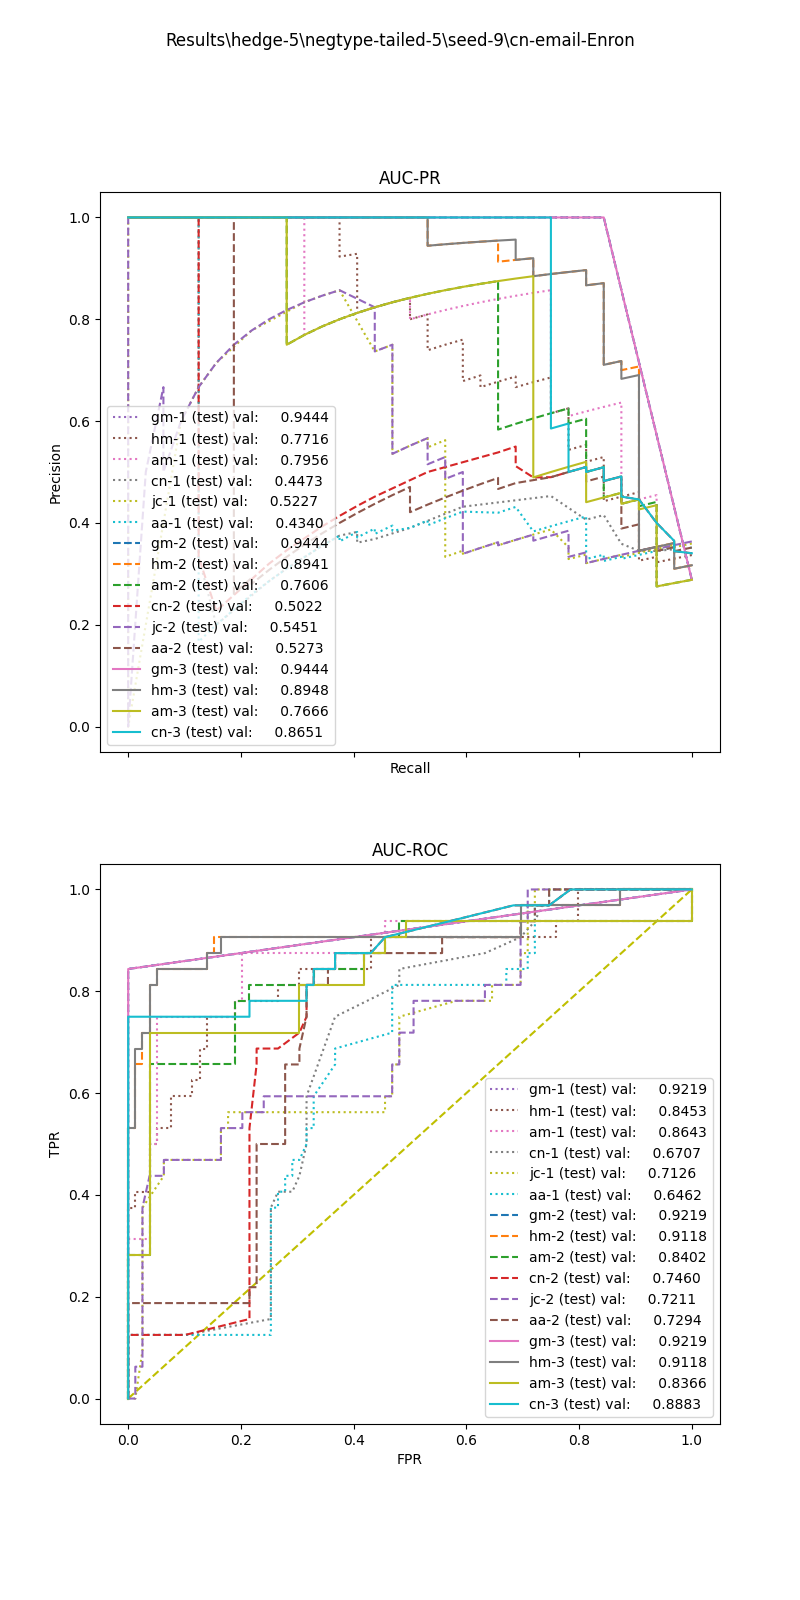 Results\hedge-5\negtype-tailed-5\seed-9\cn-email-Enron
AUC-PR
1.0
0.8
0.6
0.4
0.2
0.0
Precision
gm-1 (test) val: 0.9444
hm-1 (test) val: 0.7716
am-1 (test) val: 0.7956
cn-1 (test) val: 0.4473
jc-1 (test) val: 0.5227
aa-1 (test) val: 0.4340
gm-2 (test) val: 0.9444
hm-2 (test) val: 0.8941
am-2 (test) val: 0.7606
cn-2 (test) val: 0.5022
jc-2 (test) val: 0.5451
aa-2 (test) val: 0.5273
gm-3 (test) val: 0.9444
hm-3 (test) val: 0.8948
am-3 (test) val: 0.7666
cn-3 (test) val: 0.8651
Recall
AUC-ROC
1.0
0.8
0.6
0.4
0.2
0.0
TPR
gm-1 (test) val: 0.9219
hm-1 (test) val: 0.8453
am-1 (test) val: 0.8643
cn-1 (test) val: 0.6707
jc-1 (test) val: 0.7126
aa-1 (test) val: 0.6462
gm-2 (test) val: 0.9219
hm-2 (test) val: 0.9118
am-2 (test) val: 0.8402
cn-2 (test) val: 0.7460
jc-2 (test) val: 0.7211
aa-2 (test) val: 0.7294
gm-3 (test) val: 0.9219
hm-3 (test) val: 0.9118
am-3 (test) val: 0.8366
cn-3 (test) val: 0.8883
0.0 0.2 0.4 0.6 0.8 1.0
FPR